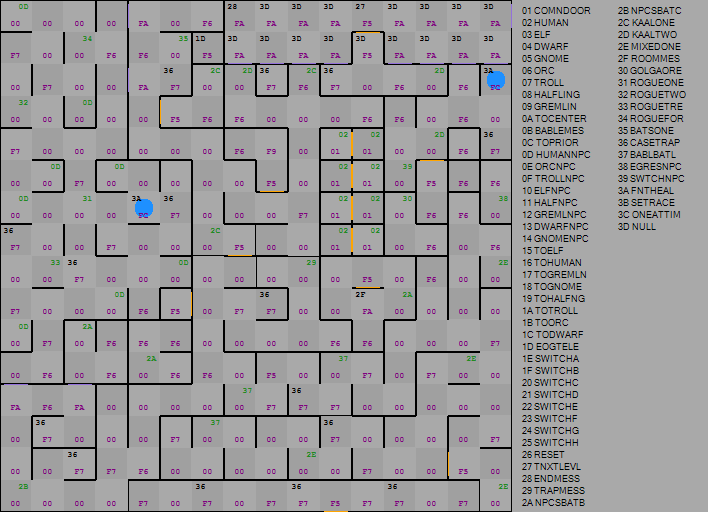 0D 28 3D 3D 3D 27 3D 3D 3D 3D
00 00 00 00 FA 00 F6 FA FA FA FA F5 FA FA FA FA
34 35 1D 3D 3D 3D 3D 3D 3D 3D 3D 3D
F7 00 00 F6 F6 00 F5 FA FA FA FA F5 FA FA FA FA
36 2C 2D 36 2C 36 2D 3A
00 F7 00 00 FA F7 00 00 F7 F6 F7 00 00 00 F6 FC
32 0D
00 00 00 00 00 F5 F6 F6 00 00 00 F6 F6 00 F6 00
02 02 2D 36
F7 00 00 00 00 00 00 F6 F9 00 01 01 00 00 F6 F7
0D 0D 02 02 39
00 00 F7 00 00 00 00 00 F5 00 01 01 00 F5 F6 F6
0D 31 3A 36 02 02 30 38
00 00 00 00 FC F7 00 00 00 F7 01 01 00 F6 F6 00
36 2C 02 02
F7 00 00 F7 00 00 00 F5 00 00 01 01 00 F6 00 F6
33 36 0D 29 2E
00 00 F7 00 00 00 00 00 00 00 00 F5 00 F6 00 00
0D 36 2F 2A
F7 00 00 00 F6 F5 00 F7 F7 00 00 FA 00 00 00 00
0D 2A
00 F7 00 F6 F6 F6 00 00 00 00 F6 F6 00 00 00 F7
2A 37 2E
00 F6 00 F6 00 F6 00 00 F5 00 00 F7 F6 00 00 F7
37 36
FA F6 FA 00 00 00 00 00 F7 F7 F7 00 00 00 00 00
36 37 36
00 F7 00 00 00 F7 00 00 00 00 F7 00 00 00 00 F7
36 2E
00 00 F7 F7 F6 00 00 00 00 00 00 00 00 00 F5 00
2B 36 36 36 2E
00 00 00 00 F7 00 F7 F7 00 F7 F5 F7 F7 00 F7 00
01 COMNDOOR
02 HUMAN
03 ELF
04 DWARF
05 GNOME
06 ORC
07 TROLL
08 HALFLING
09 GREMLIN
0A TOCENTER
0B BABLEMES
0C TOPRIOR
0D HUMANNPC
0E ORCNPC
0F TROLLNPC
10 ELFNPC
11 HALFNPC
12 GREMLNPC
13 DWARFNPC
14 GNOMENPC
15 TOELF
16 TOHUMAN
17 TOGREMLN
18 TOGNOME
19 TOHALFNG
1A TOTROLL
1B TOORC
1C TODWARF
1D EOGTELE
1E SWITCHA
1F SWITCHB
20 SWITCHC
21 SWITCHD
22 SWITCHE
23 SWITCHF
24 SWITCHG
25 SWITCHH
26 RESET
27 TNXTLEVL
28 ENDMESS
29 TRAPMESS
2A NPCSBATB
2B NPCSBATC
2C KAALONE
2D KAALTWO
2E MIXEDONE
2F ROOMMES
30 GOLGAORE
31 ROGUEONE
32 ROGUETWO
33 ROGUETRE
34 ROGUEFOR
35 BATSONE
36 CASETRAP
37 BABLBATL
38 EGRESNPC
39 SWTCHNPC
3A FNTHEAL
3B SETRACE
3C ONEATTIM
3D NULL